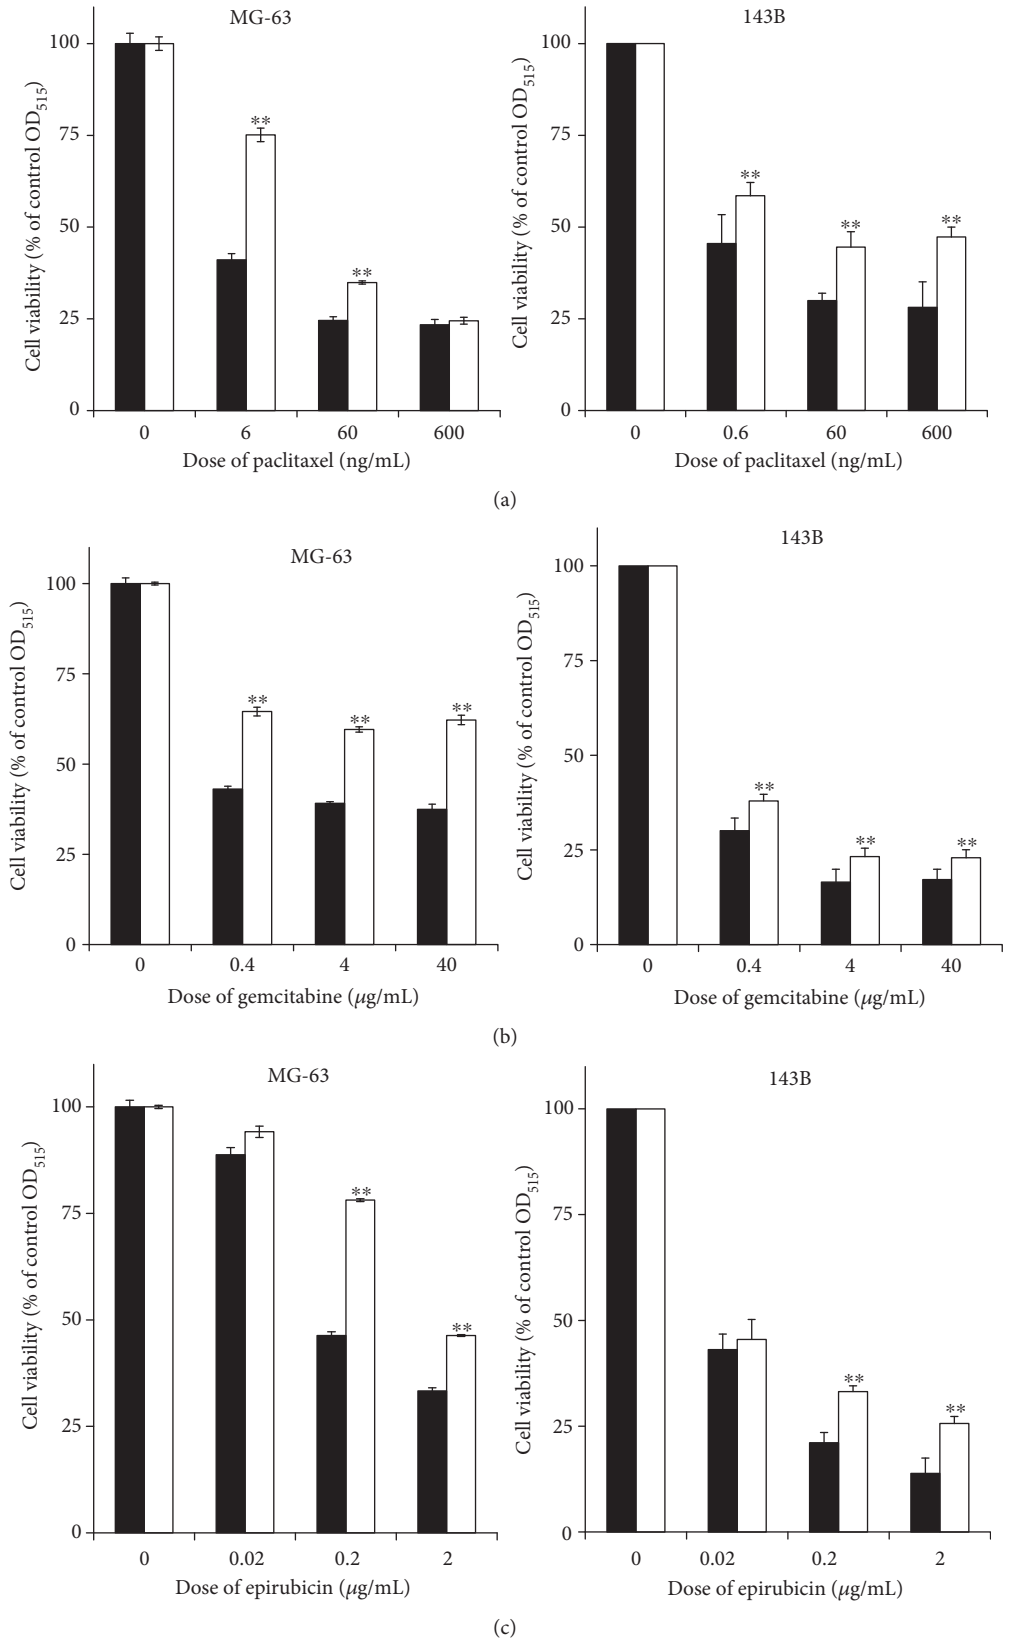 MG-63
Cell viability (% of control OD515)
100
75
50
25
0
**
**
0 6 60 600
Dose of paclitaxel (ng/mL)
143B
Cell viability (% of control OD515)
100
75
50
25
0
**
**
**
0 0.6 60 600
Dose of paclitaxel (ng/mL)
(a)
MG-63
Cell viability (% of control OD515)
100
75
50
25
0
**
**
**
0 0.4 4 40
Dose of gemcitabine (μg/mL)
143B
Cell viability (% of control OD515)
100
75
50
25
0
**
**
**
0 0.4 4 40
Dose of gemcitabine (μg/mL)
(b)
MG-63
Cell viability (% of control OD515)
100
75
50
25
0
**
**
0 0.02 0.2 2
Dose of epirubicin (μg/mL)
143B
Cell viability (% of control OD515)
100
75
50
25
0
**
**
0 0.02 0.2 2
Dose of epirubicin (μg/mL)
(c)